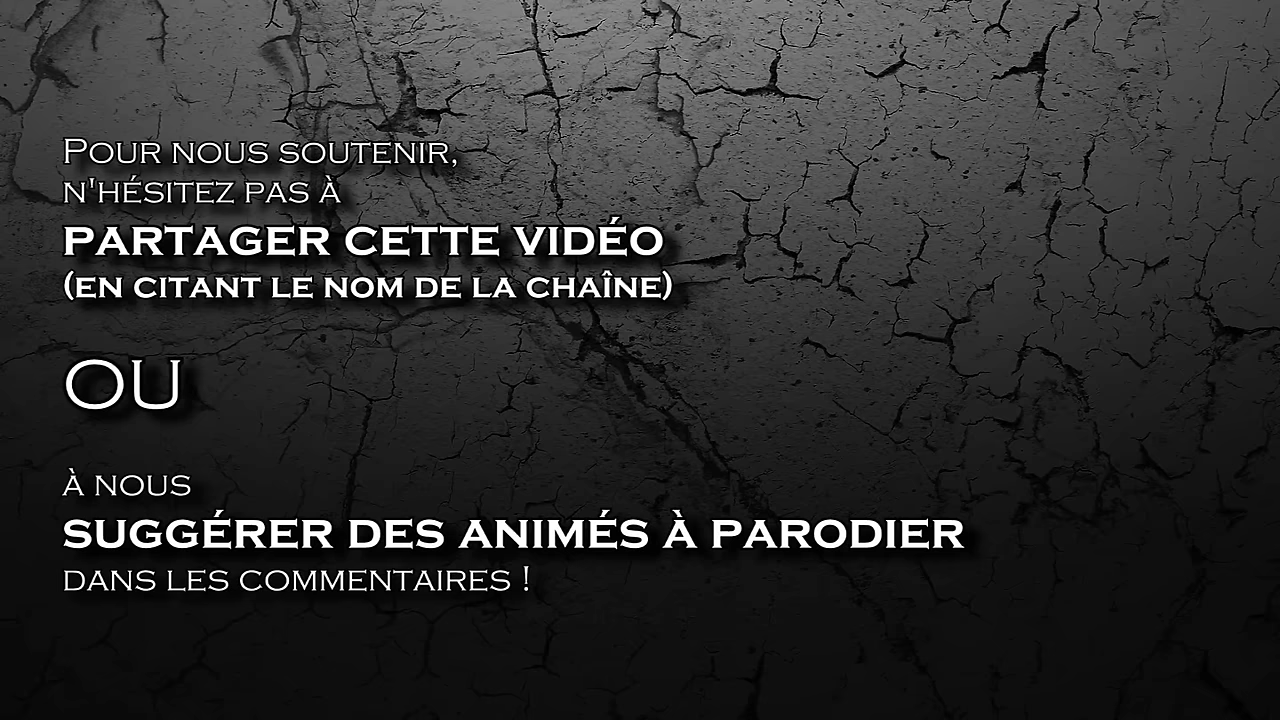 Pour nous soutenir,
n'hésitez pas à
partager cette vidéo
(en citant le nom de la chaîne)
ou
à nous
suggérer des animés à parodier
dans les commentaires !